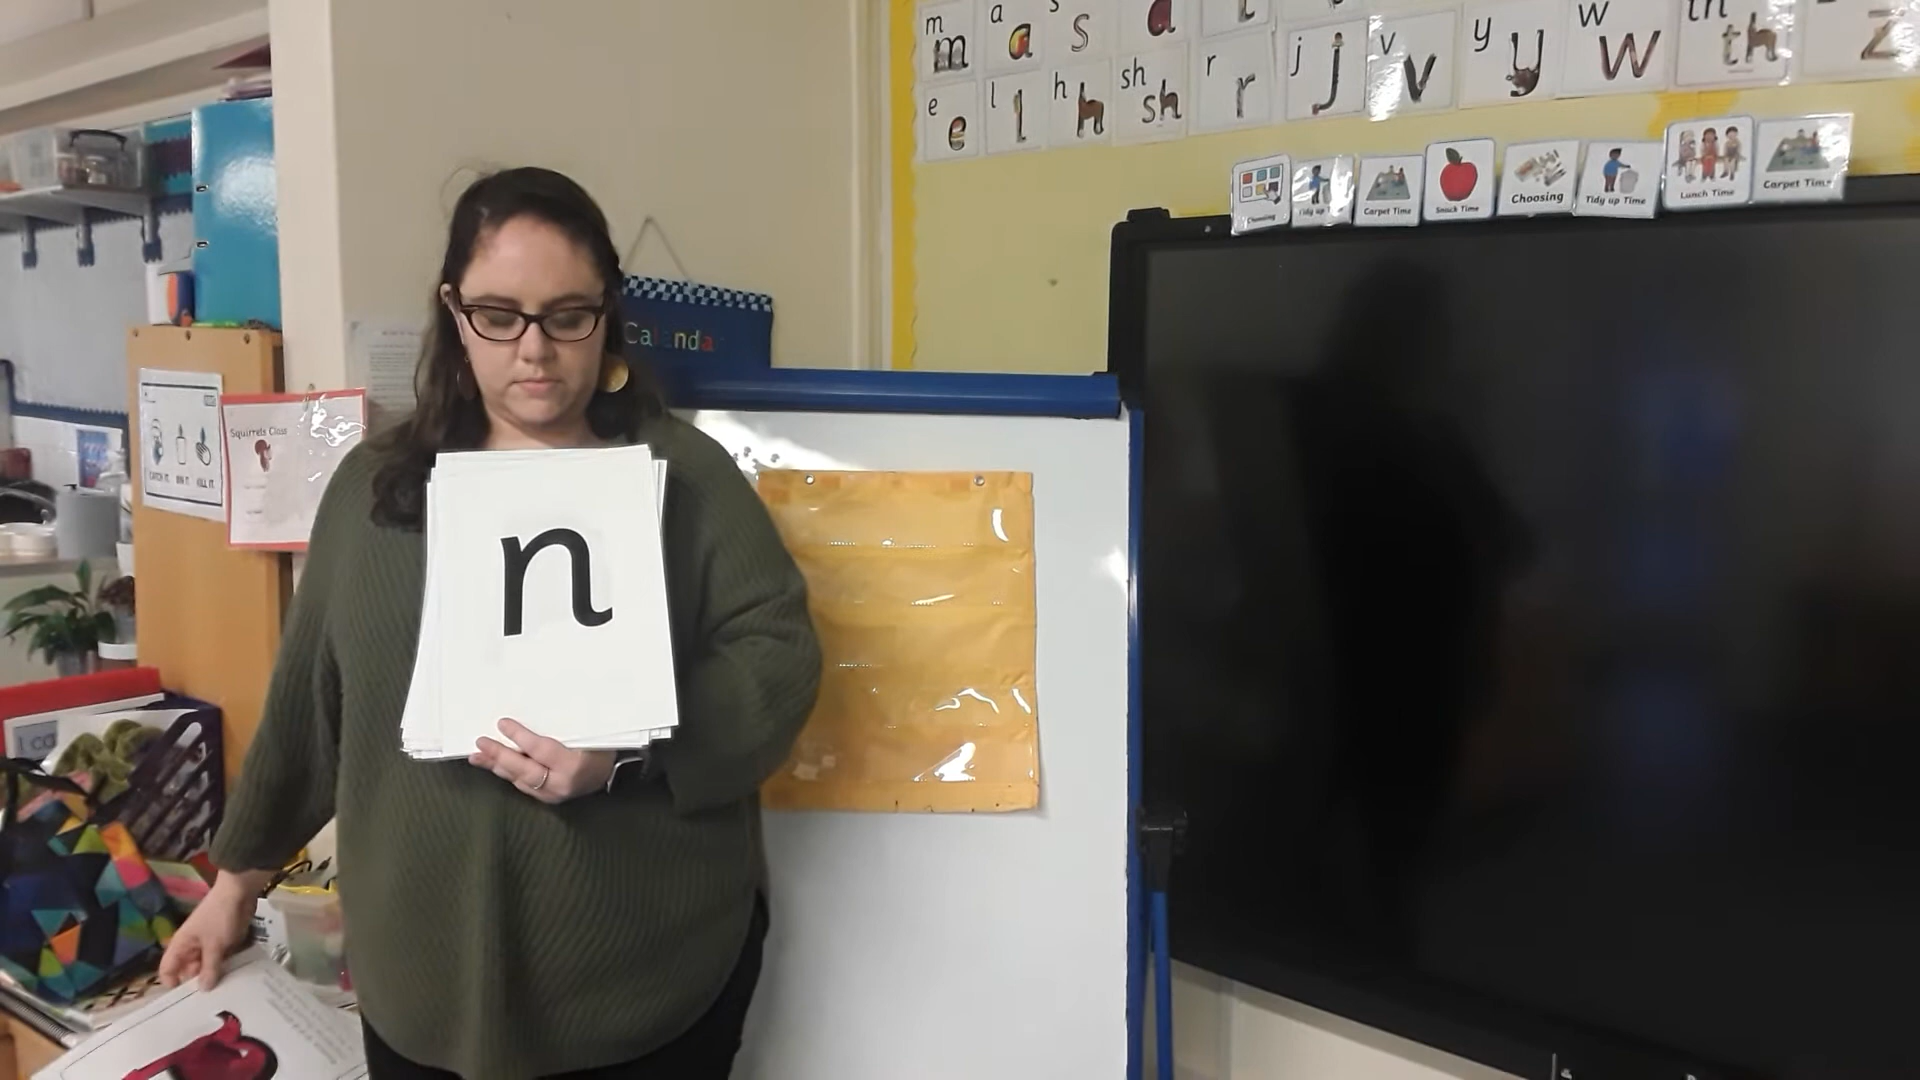 m
m
a
a
s
s
a
th
th
w
w
y
y
v
v
j
j
r
r
sh
sh
h
h
l
l
e
e
z
Choosing
Tidy up T
Carpet Time
Snack Time
Choosing
Tidy up Time
Lunch Time
Carpet Time
Calendar
Squirrels Class
CATCH IT
BIN IT
KILL IT
n
I ca